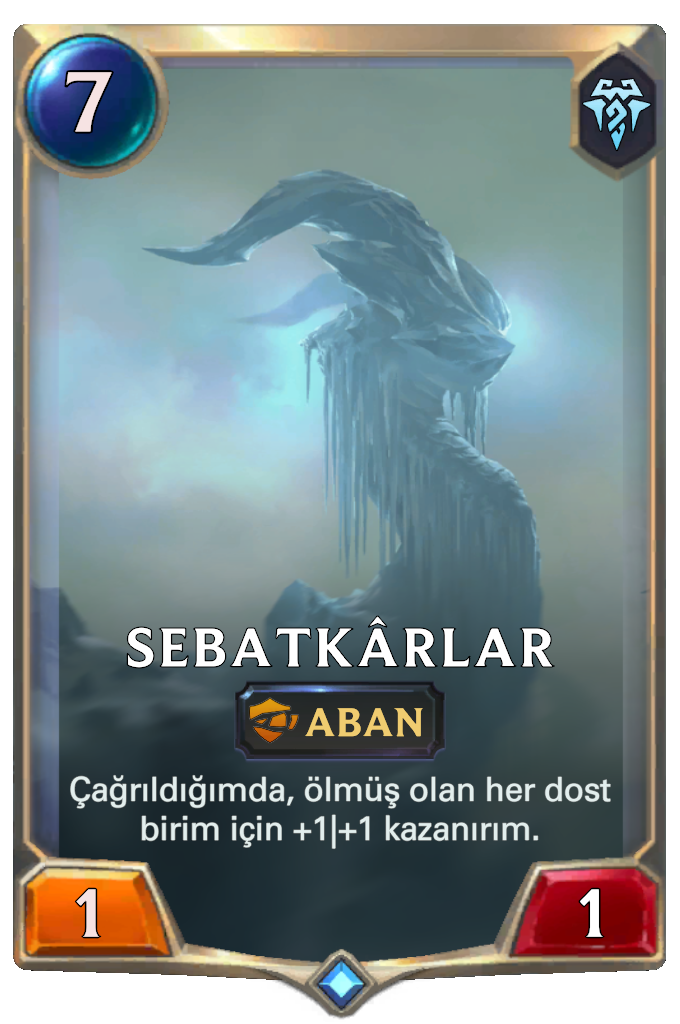 7
SEBATKÂRLAR
ABAN
Çağrıldığımda, ölmüş olan her dost
birim için +1|+1 kazanırım.
1
1